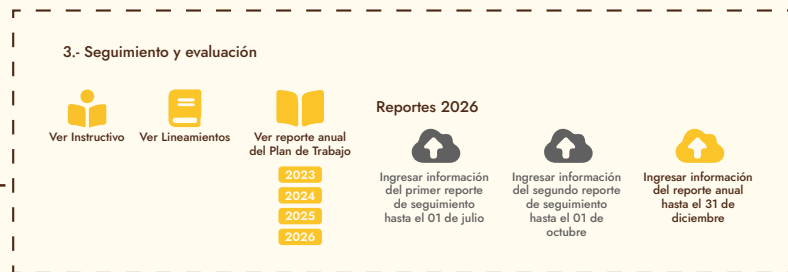 3.- Seguimiento y evaluación
Ver Instructivo
Ver Lineamientos
Ver reporte anual
del Plan de Trabajo
2023
2024
2025
2026
Reportes 2026
Ingresar información
del primer reporte
de seguimiento
hasta el 01 de julio
Ingresar información
del segundo reporte
de seguimiento
hasta el 01 de
octubre
Ingresar información
del reporte anual
hasta el 31 de
diciembre